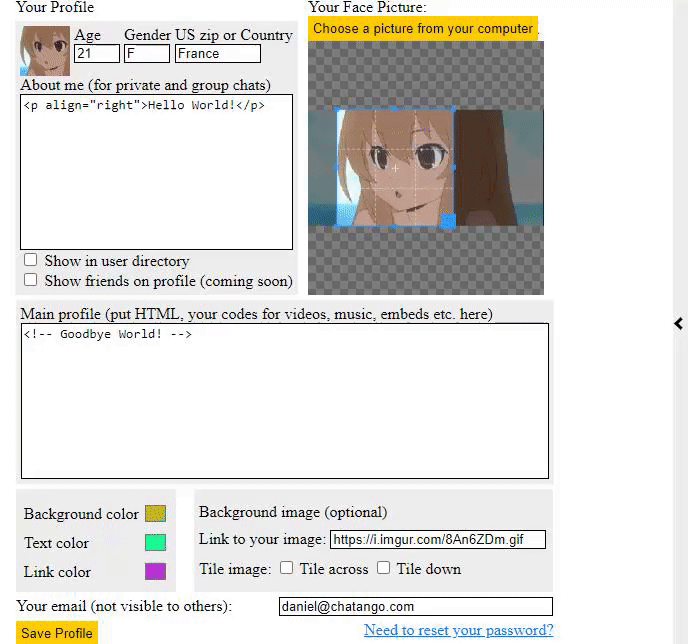 Your Profile
Your Face Picture:
Age
Gender
US zip or Country
21
F
France
Choose a picture from your computer
About me (for private and group chats)
<p align="right">Hello World!</p>
Show in user directory
Show friends on profile (coming soon)
Main profile (put HTML, your codes for videos, music, embeds etc. here)
<!-- Goodbye World! -->
Background color
Text color
Link color
Background image (optional)
Link to your image: https://i.imgur.com/8An6ZDm.gif
Tile image: Tile across Tile down
Your email (not visible to others): daniel@chatango.com
Save Profile
Need to reset your password?